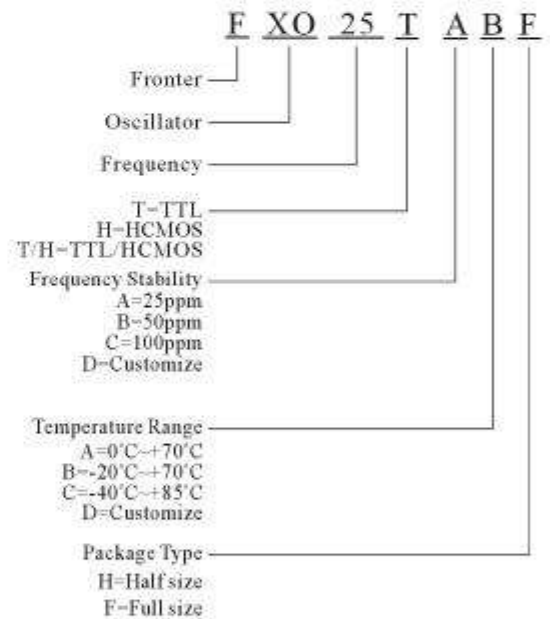 F XO 25 T A B F
Fronter
Oscillator
Frequency
T=TTL
H=HCMOS
T/H=TTL/HCMOS
Frequency Stability
A=25ppm
B=50ppm
C=100ppm
D=Customize
Temperature Range
A=0°C~+70°C
B=-20°C~+70°C
C=-40°C~+85°C
D=Customize
Package Type
H=Half size
F=Full size